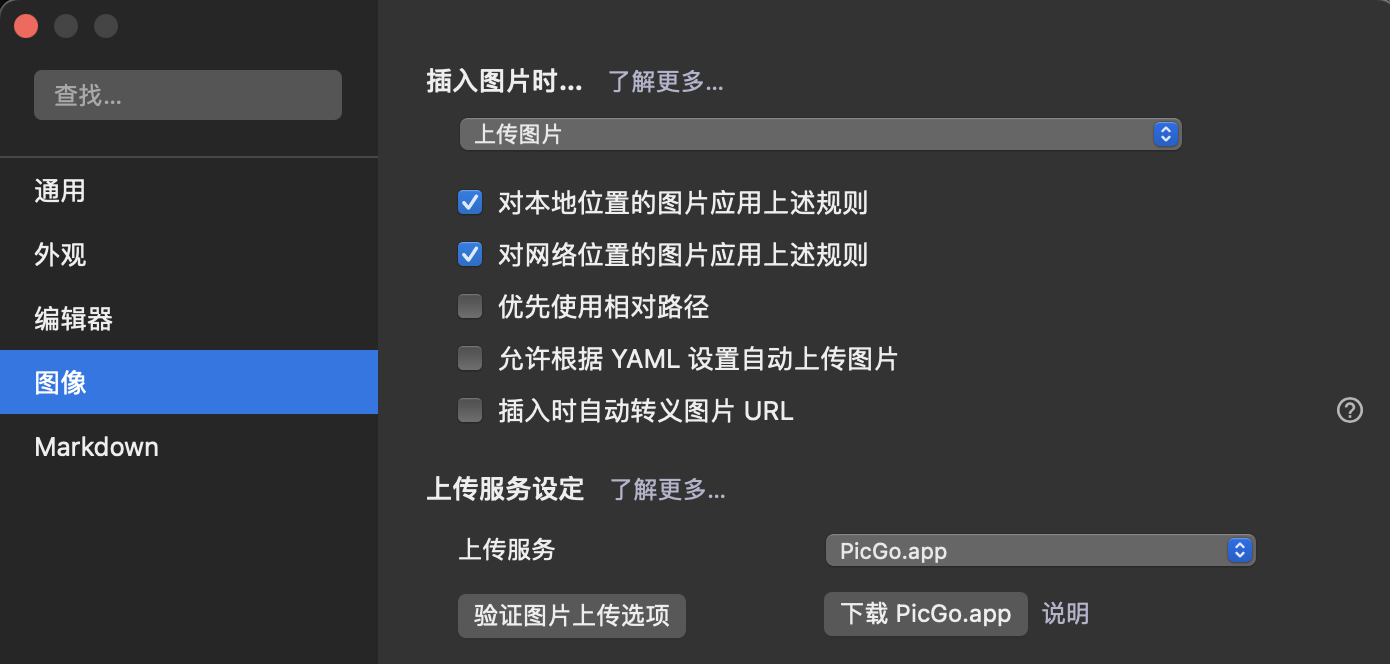 查找...
通用
外观
编辑器
图像
Markdown
插入图片时... 了解更多...
上传图片
对本地位置的图片应用上述规则
对网络位置的图片应用上述规则
优先使用相对路径
允许根据 YAML 设置自动上传图片
插入时自动转义图片 URL
?
上传服务设定 了解更多...
上传服务 PicGo.app
验证图片上传选项 下载 PicGo.app 说明